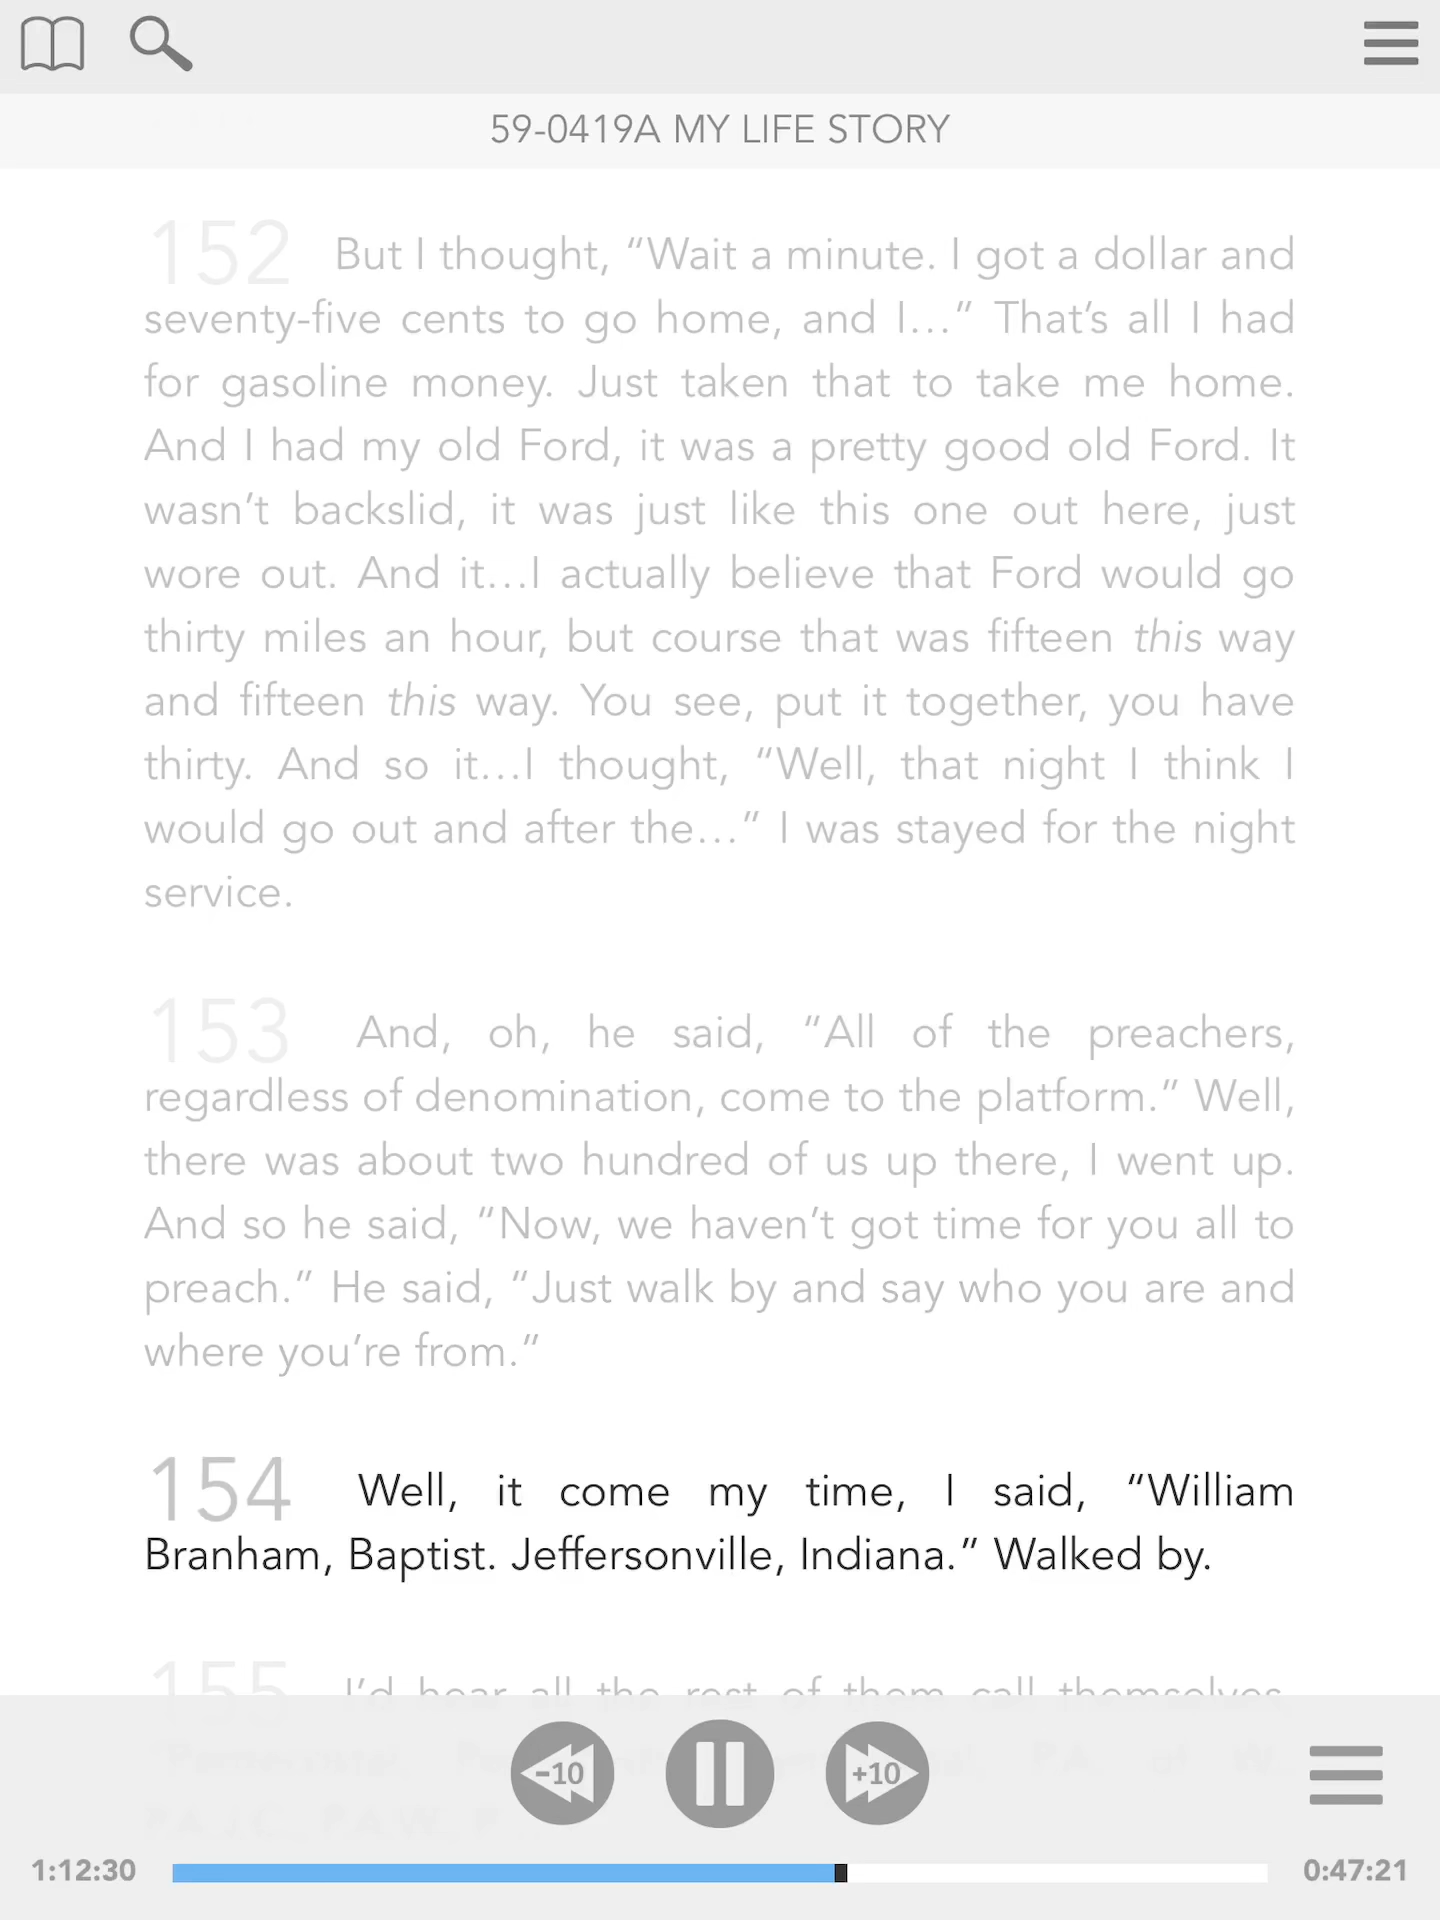 59-0419A MY LIFE STORY
152 But I thought, “Wait a minute. I got a dollar and
seventy-five cents to go home, and I…” That’s all I had
for gasoline money. Just taken that to take me home.
And I had my old Ford, it was a pretty good old Ford. It
wasn’t backslid, it was just like this one out here, just
wore out. And it…I actually believe that Ford would go
thirty miles an hour, but course that was fifteen this way
and fifteen this way. You see, put it together, you have
thirty. And so it…I thought, “Well, that night I think I
would go out and after the…” I was stayed for the night
service.
153 And, oh, he said, “All of the preachers,
regardless of denomination, come to the platform.” Well,
there was about two hundred of us up there, I went up.
And so he said, “Now, we haven’t got time for you all to
preach.” He said, “Just walk by and say who you are and
where you’re from.”
154 Well, it come my time, I said, “William
Branham, Baptist. Jeffersonville, Indiana.” Walked by.
155 I’d hear all the rest of them call themselves,
P.A. of W.
P.A.J.C., P.A.W., P
-10 +10
1:12:30 0:47:21